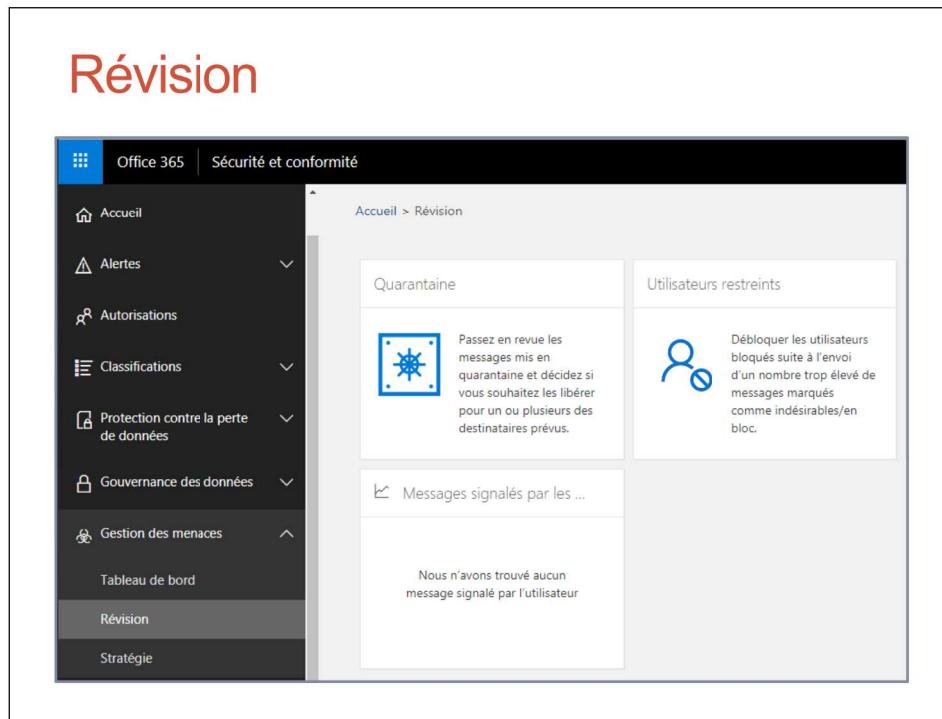 Révision
Office 365
Sécurité et conformité
Accueil
Alertes
Autorisations
Classifications
Protection contre la perte
de données
Gouvernance des données
Gestion des menaces
Tableau de bord
Révision
Stratégie
Accueil > Révision
Quarantaine
Passez en revue les
messages mis en
quarantaine et décidez si
vous souhaitez les libérer
pour un ou plusieurs des
destinataires prévus.
Utilisateurs restreints
Débloquer les utilisateurs
bloqués suite à l'envoi
d'un nombre trop élevé de
messages marqués
comme indésirables/en
bloc.
Messages signalés par les ...
Nous n'avons trouvé aucun
message signalé par l'utilisateur